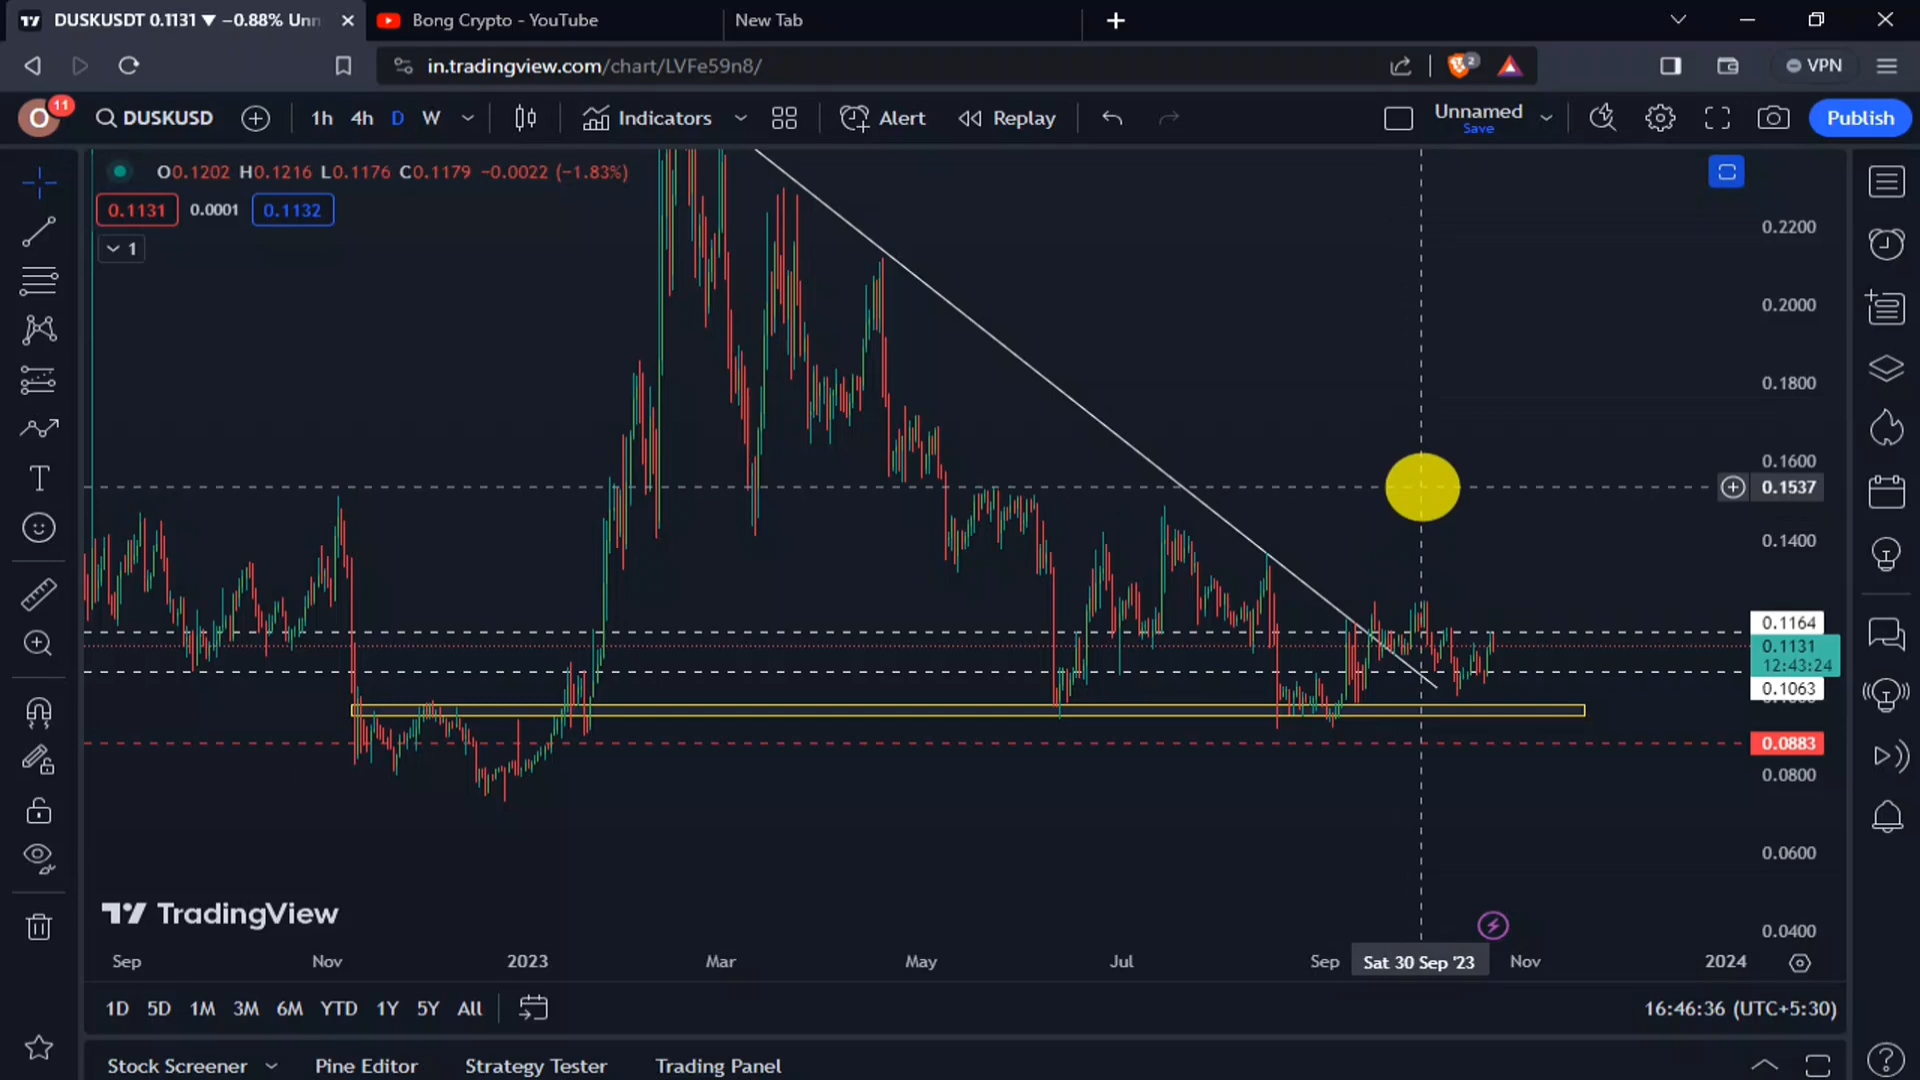 DUSKUSDT 0.1131 ▼ −0.88% Unn
Bong Crypto - YouTube
New Tab
in.tradingview.com/chart/LVFe59n8/
2
VPN
O
11
DUSKUSD
1h
4h
D
W
Indicators
Alert
Replay
Unnamed
Save
Publish
O0.1202 H0.1216 L0.1176 C0.1179 −0.0022 (−1.83%)
0.1131
0.0001
0.1132
1
0.2200
0.2000
0.1800
0.1600
0.1537
0.1400
0.1164
0.1131
12:43:24
0.1063
0.0883
0.0800
0.0600
0.0400
TradingView
Sep
Nov
2023
Mar
May
Jul
Sep
Sat 30 Sep '23
Nov
2024
1D
5D
1M
3M
6M
YTD
1Y
5Y
All
16:46:36 (UTC+5:30)
Stock Screener
Pine Editor
Strategy Tester
Trading Panel